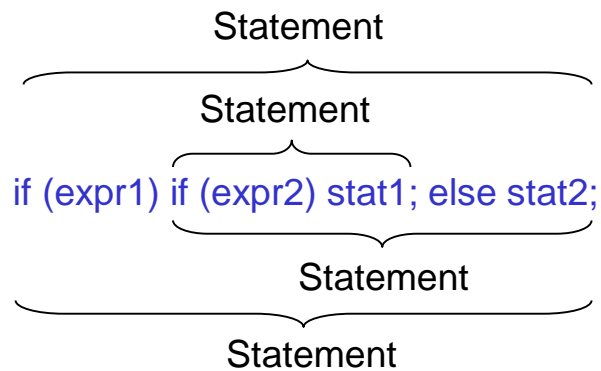 Statement
Statement
if (expr1) if (expr2) stat1; else stat2;
Statement
Statement